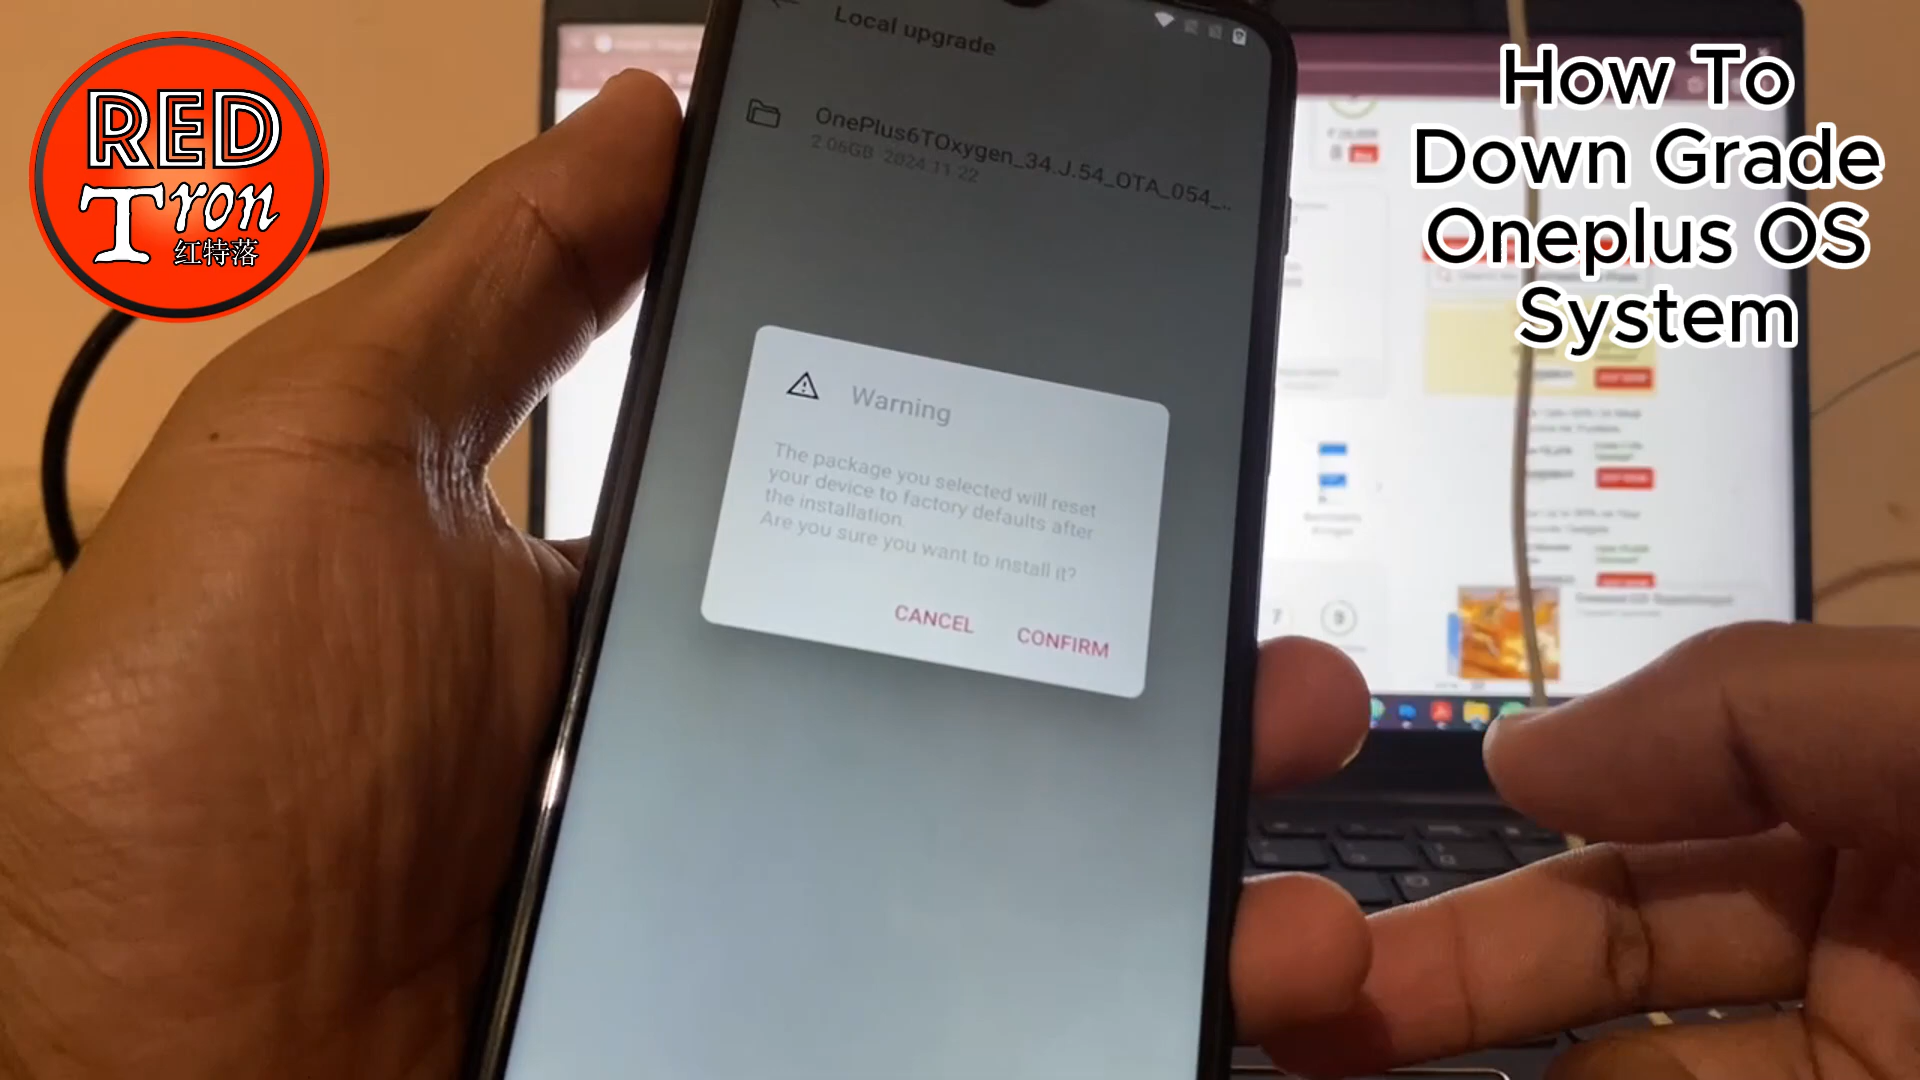 RED
Tron
红特落
How To
Down Grade
Oneplus OS
System
Local upgrade
OnePlus6TOxygen_34.J.54_OTA_054_..
2.06GB 2024.11.22
Warning
The package you selected will reset
your device to factory defaults after
the installation.
Are you sure you want to install it?
CANCEL
CONFIRM
7
9